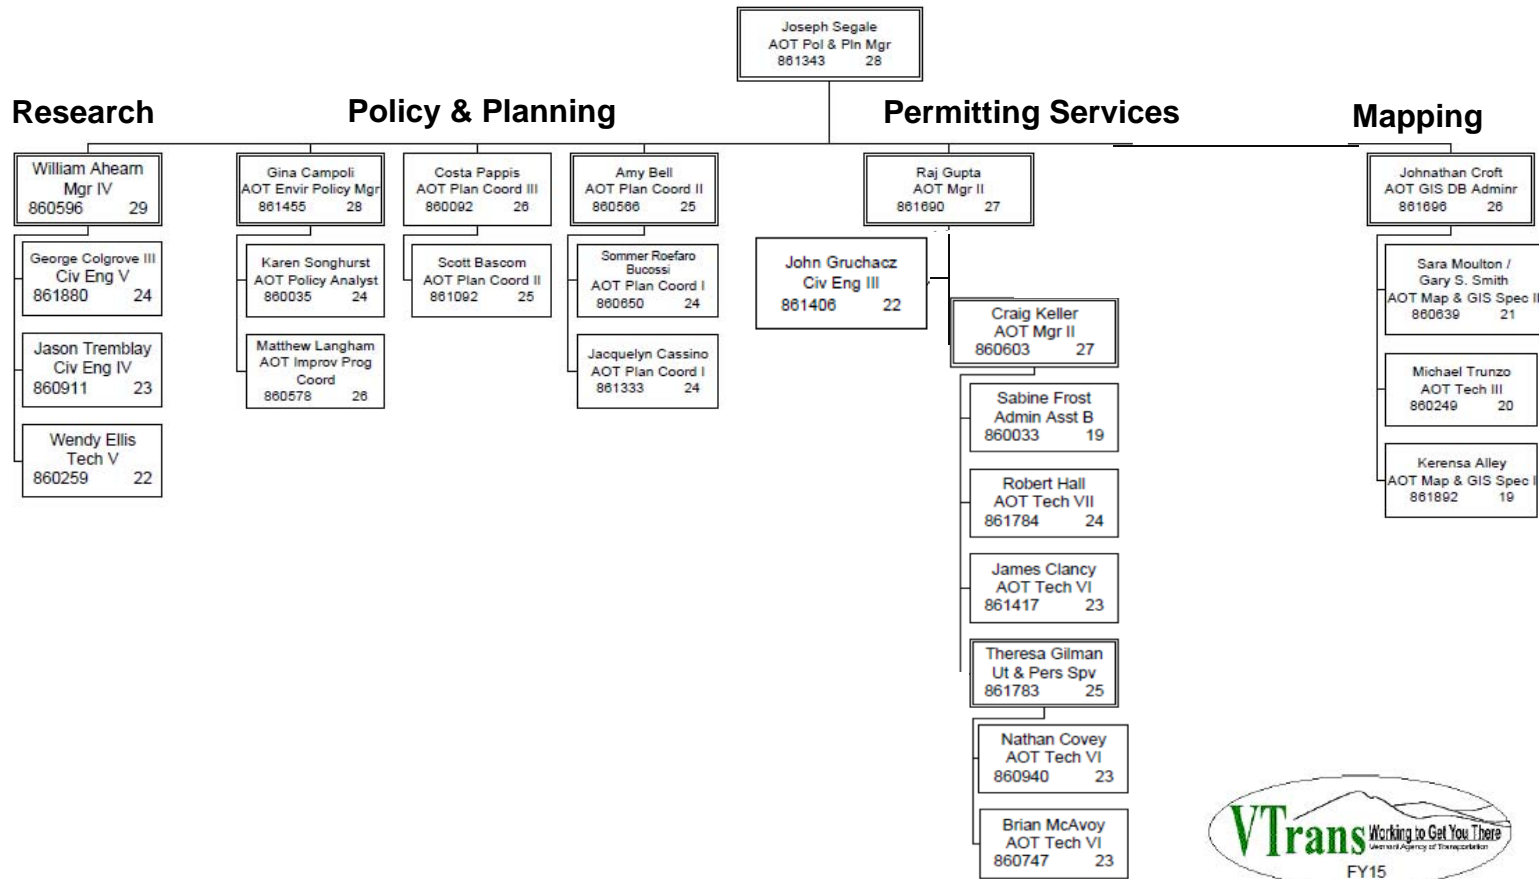 Joseph Segale
AOT Pol & Pln Mgr
861343 28
Research
Policy & Planning
Permitting Services
Mapping
William Ahearn
Mgr IV
860596 29
George Colgrove III
Civ Eng V
861880 24
Jason Tremblay
Civ Eng IV
860911 23
Wendy Ellis
Tech V
860259 22
Gina Campoli
AOT Envir Policy Mgr
861455 28
Karen Songhurst
AOT Policy Analyst
860035 24
Matthew Langham
AOT Improv Prog
Coord
860578 26
Costa Pappis
AOT Plan Coord III
860092 26
Scott Bascom
AOT Plan Coord II
861092 25
Amy Bell
AOT Plan Coord II
860566 25
Sommer Roefaro
Bucossi
AOT Plan Coord I
860650 24
Jacquelyn Cassino
AOT Plan Coord I
861333 24
Raj Gupta
AOT Mgr II
861690 27
John Gruchacz
Civ Eng III
861406 22
Craig Keller
AOT Mgr II
860603 27
Sabine Frost
Admin Asst B
860033 19
Robert Hall
AOT Tech VII
861784 24
James Clancy
AOT Tech VI
861417 23
Theresa Gilman
Ut & Pers Spv
861783 25
Nathan Covey
AOT Tech VI
860940 23
Brian McAvoy
AOT Tech VI
860747 23
Johnathan Croft
AOT GIS DB Adminr
861696 26
Sara Moulton /
Gary S. Smith
AOT Map & GIS Spec II
860639 21
Michael Trunzo
AOT Tech III
860249 20
Kerensa Alley
AOT Map & GIS Spec I
861892 19
VTrans Working to Get You There
Vermont Agency of Transportation
FY15